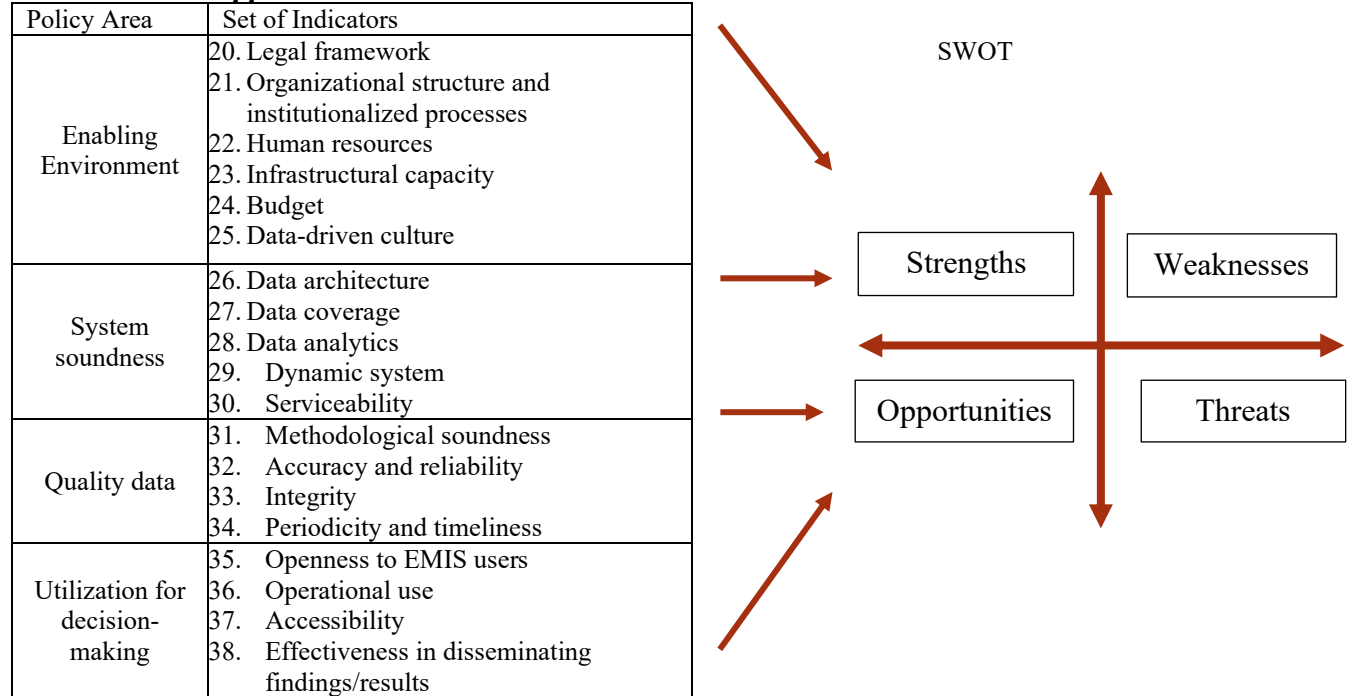 Policy Area
Set of Indicators
Enabling
Environment
20. Legal framework
21. Organizational structure and
institutionalized processes
22. Human resources
23. Infrastructural capacity
24. Budget
25. Data-driven culture
System
soundness
26. Data architecture
27. Data coverage
28. Data analytics
29. Dynamic system
30. Serviceability
Quality data
31. Methodological soundness
32. Accuracy and reliability
33. Integrity
34. Periodicity and timeliness
Utilization for
decision-
making
35. Openness to EMIS users
36. Operational use
37. Accessibility
38. Effectiveness in disseminating
findings/results
SWOT
Strengths
Weaknesses
Opportunities
Threats